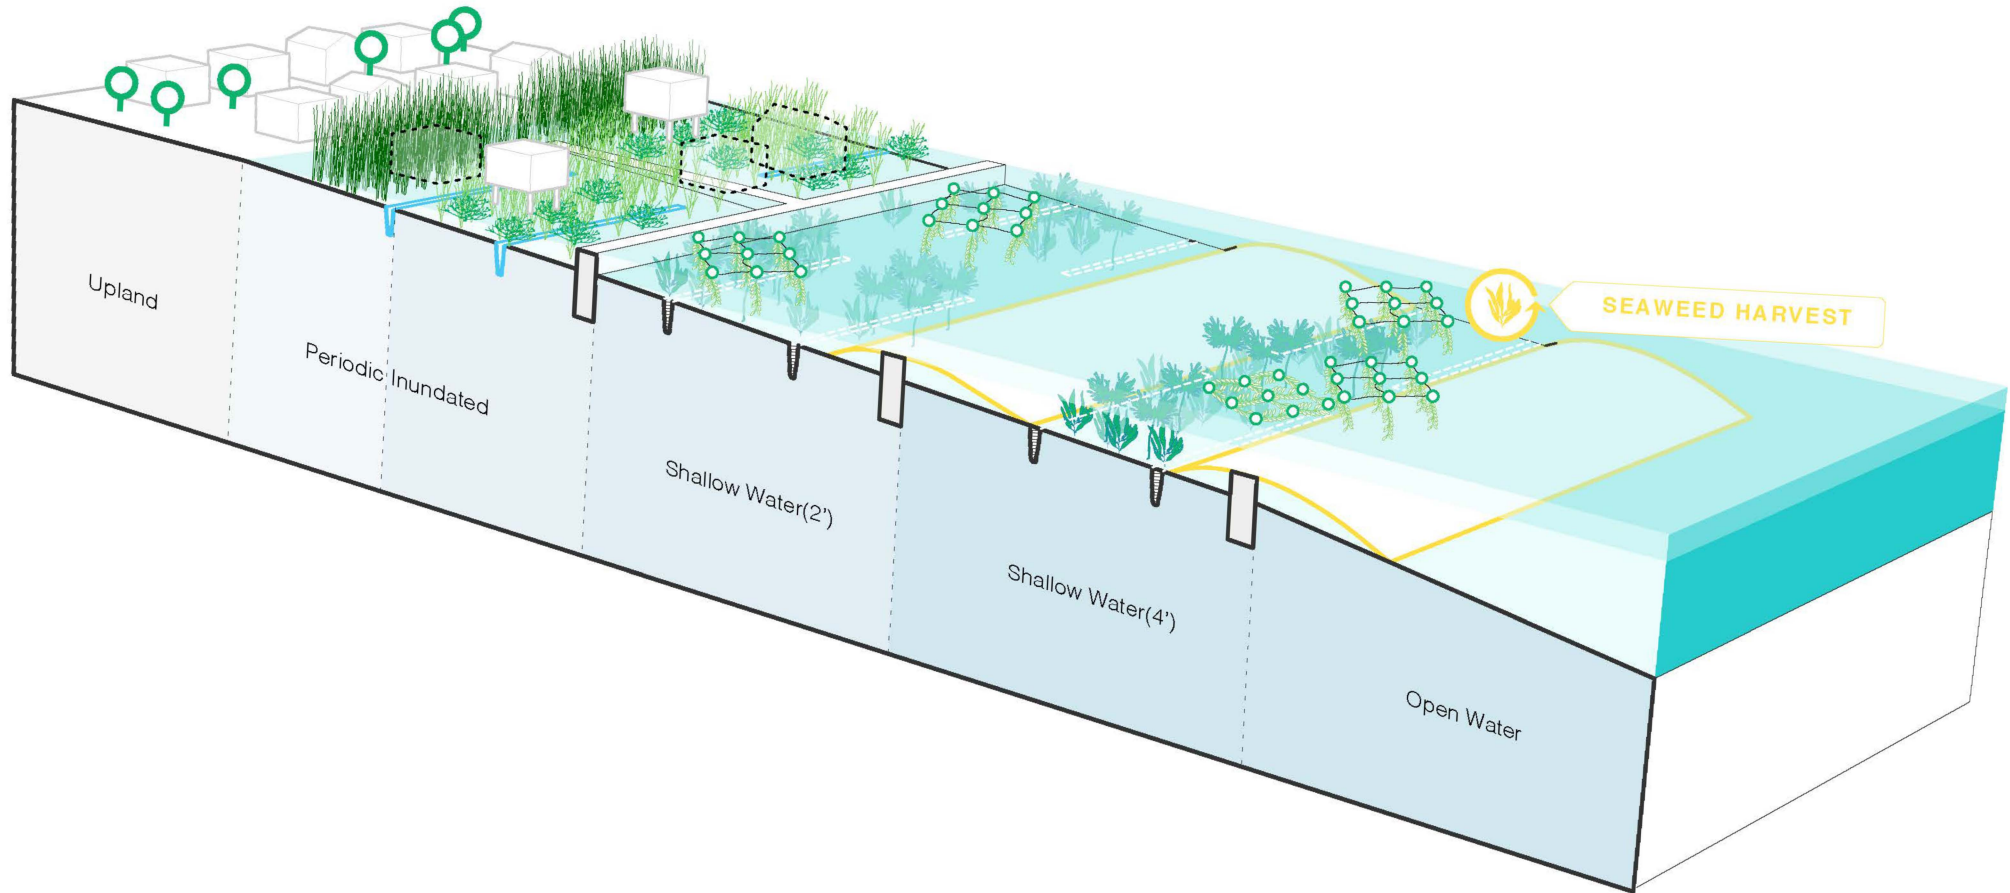 Upland
Periodic Inundated
Shallow Water(2')
Shallow Water(4')
Open Water
SEAWEED HARVEST